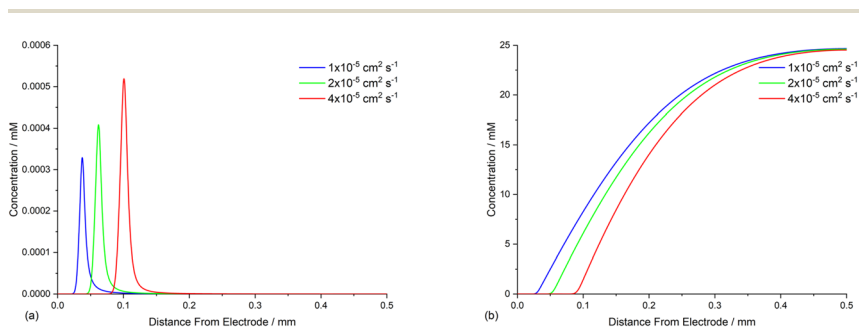 0.0006
0.0005
0.0004
0.0003
0.0002
0.0001
0.0000
Concentration / mM
0.0
0.1
0.2
0.3
0.4
0.5
Distance From Electrode / mm
(a)
1x10⁻⁵ cm² s⁻¹
2x10⁻⁵ cm² s⁻¹
4x10⁻⁵ cm² s⁻¹
25
20
15
10
5
0
Concentration / mM
0.0
0.1
0.2
0.3
0.4
0.5
Distance From Electrode / mm
(b)
1x10⁻⁵ cm² s⁻¹
2x10⁻⁵ cm² s⁻¹
4x10⁻⁵ cm² s⁻¹